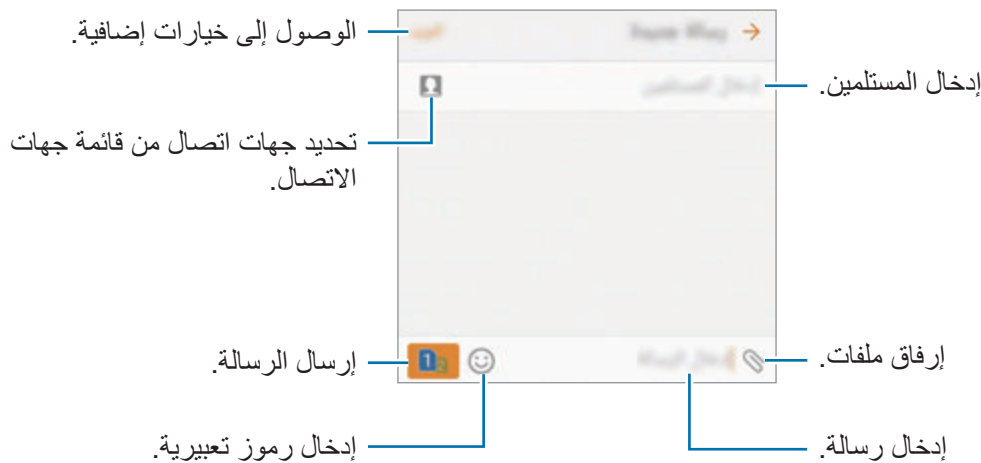 الوصول إلى خيارات إضافية.
إدخال المستلمين.
تحديد جهات اتصال من قائمة جهات
الاتصال.
إرسال الرسالة.
1
إرفاق ملفات.
إدخال رموز تعبيرية.
إدخال رسالة.